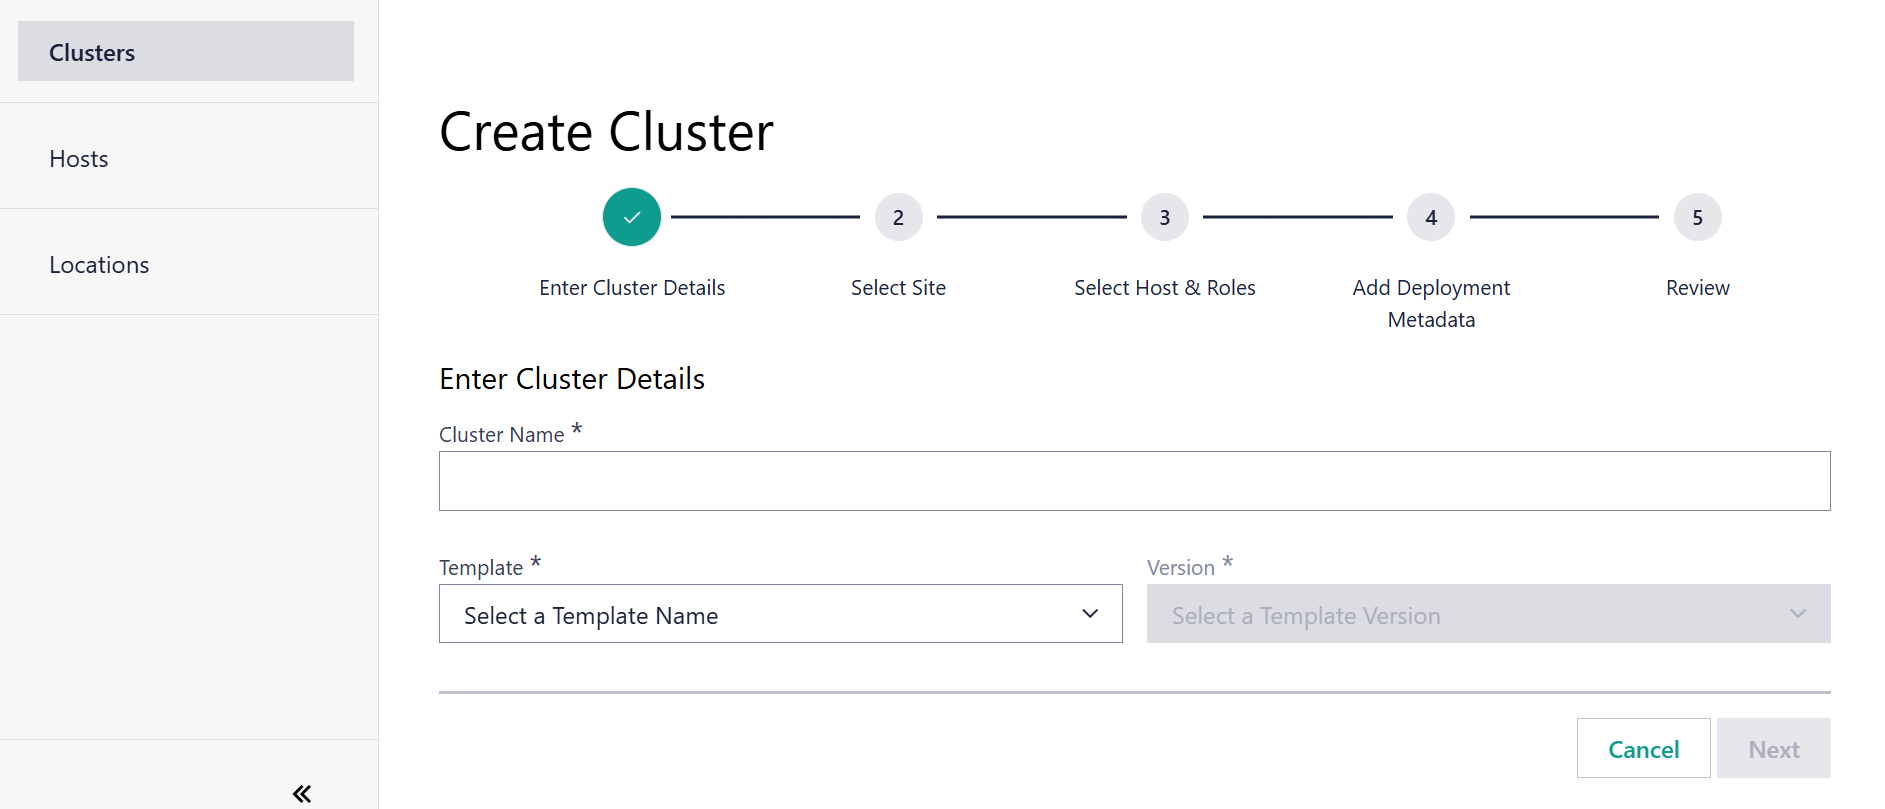 Clusters
Hosts
Locations
Create Cluster
2
3
4
5
Enter Cluster Details
Select Site
Select Host & Roles
Add Deployment
Metadata
Review
Enter Cluster Details
Cluster Name *
Template *
Version *
Select a Template Name
Select a Template Version
Cancel
Next